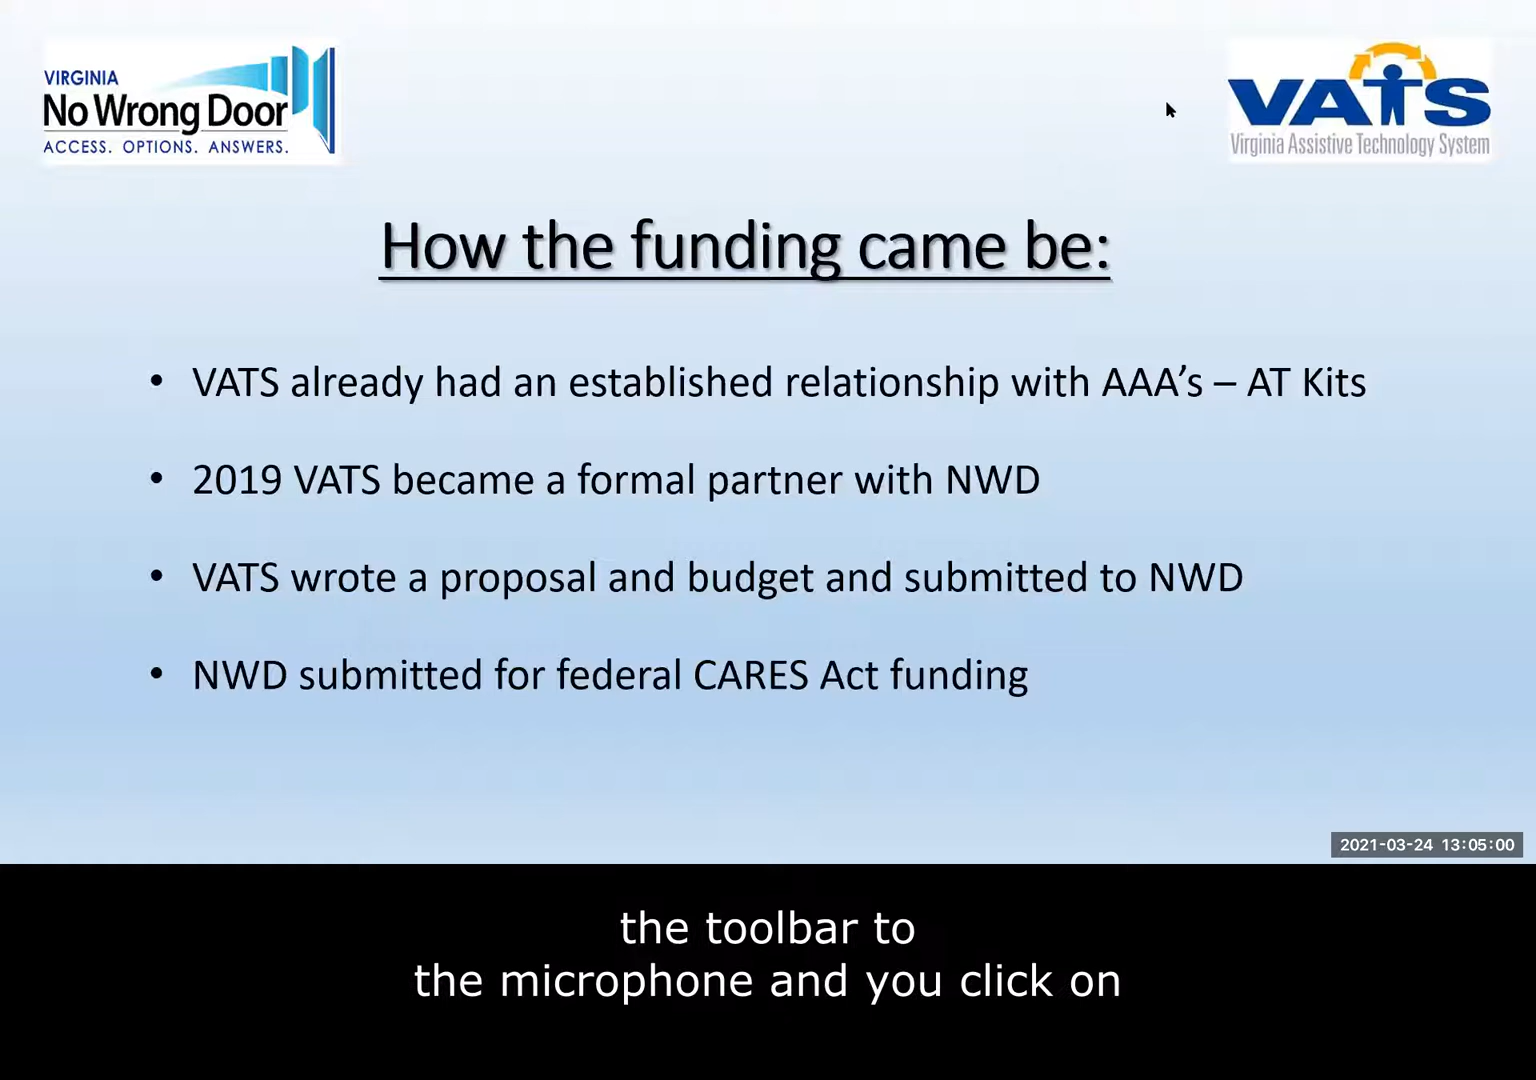 VIRGINIA
No Wrong Door
ACCESS. OPTIONS. ANSWERS.
VATS
Virginia Assistive Technology System
How the funding came be:
• VATS already had an established relationship with AAA’s – AT Kits
• 2019 VATS became a formal partner with NWD
• VATS wrote a proposal and budget and submitted to NWD
• NWD submitted for federal CARES Act funding
2021-03-24 13:05:00
the toolbar to
the microphone and you click on